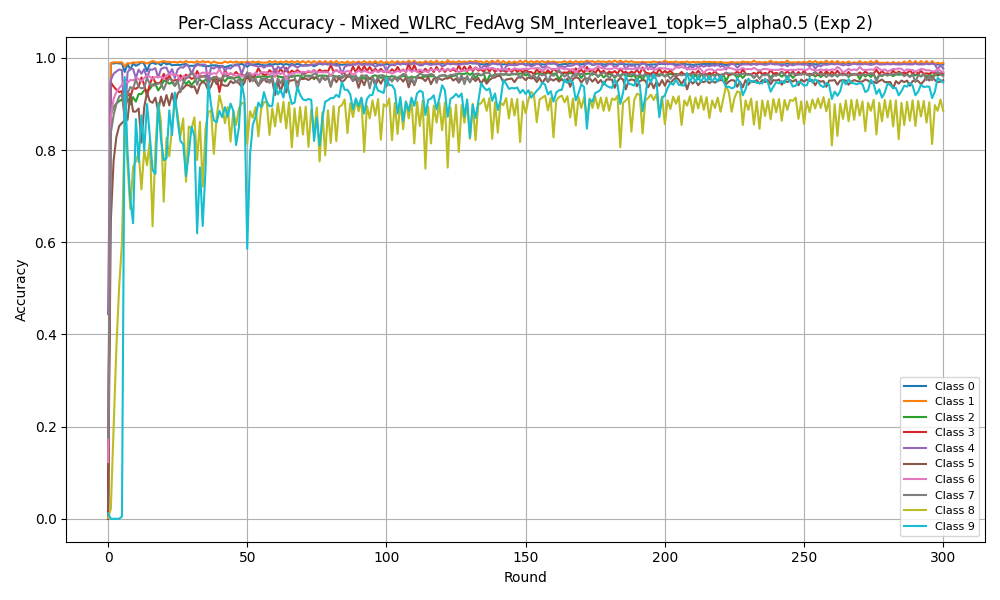 Per-Class Accuracy - Mixed_WLRC_FedAvg SM_Interleave1_topk=5_alpha0.5 (Exp 2)
1.0
0.8
0.6
0.4
0.2
0.0
Accuracy
0 50 100 150 200 250 300
Round
Class 0
Class 1
Class 2
Class 3
Class 4
Class 5
Class 6
Class 7
Class 8
Class 9